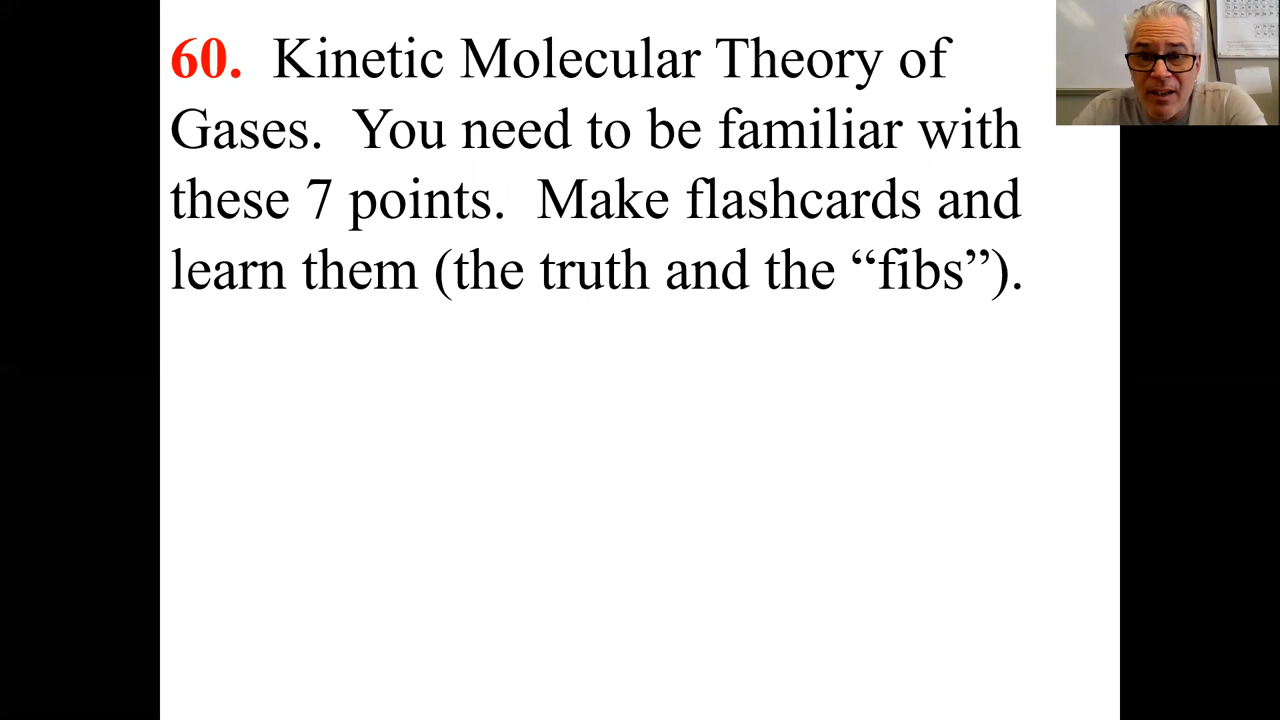 60. Kinetic Molecular Theory of
Gases. You need to be familiar with
these 7 points. Make flashcards and
learn them (the truth and the “fibs”).